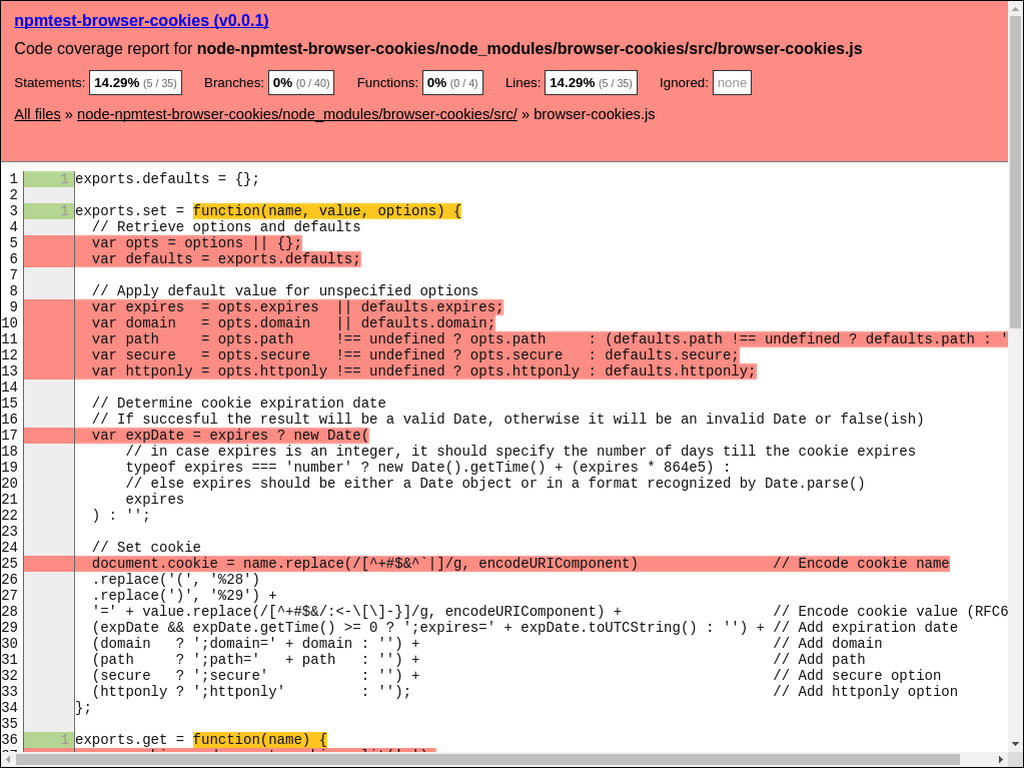 npmtest-browser-cookies (v0.0.1)
Code coverage report for node-npmtest-browser-cookies/node_modules/browser-cookies/src/browser-cookies.js
Statements: 14.29% (5 / 35) Branches: 0% (0 / 40) Functions: 0% (0 / 4) Lines: 14.29% (5 / 35) Ignored: none
All files » node-npmtest-browser-cookies/node_modules/browser-cookies/src/ » browser-cookies.js
1 1 exports.defaults = {};
2
3 1 exports.set = function(name, value, options) {
4 // Retrieve options and defaults
5 var opts = options || {};
6 var defaults = exports.defaults;
7
8 // Apply default value for unspecified options
9 var expires  = opts.expires  || defaults.expires;
10 var domain   = opts.domain   || defaults.domain;
11 var path     = opts.path     !== undefined ? opts.path     : (defaults.path !== undefined ? defaults.path : '
12 var secure   = opts.secure   !== undefined ? opts.secure   : defaults.secure;
13 var httponly = opts.httponly !== undefined ? opts.httponly : defaults.httponly;
14
15 // Determine cookie expiration date
16 // If succesful the result will be a valid Date, otherwise it will be an invalid Date or false(ish)
17 var expDate = expires ? new Date(
18 // in case expires is an integer, it should specify the number of days till the cookie expires
19 typeof expires === 'number' ? new Date().getTime() + (expires * 864e5) :
20 // else expires should be either a Date object or in a format recognized by Date.parse()
21 expires
22 ) : '';
23
24 // Set cookie
25 document.cookie = name.replace(/[^+#$&^`|]/g, encodeURIComponent)                // Encode cookie name
26 .replace('(', '%28')
27 .replace(')', '%29') +
28 '=' + value.replace(/[^+#$&/:<-\[\]-}]/g, encodeURIComponent) +                  // Encode cookie value (RFC6
29 (expDate && expDate.getTime() >= 0 ? ';expires=' + expDate.toUTCString() : '') + // Add expiration date
30 (domain   ? ';domain=' + domain : '') +                                          // Add domain
31 (path     ? ';path='   + path   : '') +                                          // Add path
32 (secure   ? ';secure'           : '') +                                          // Add secure option
33 (httponly ? ';httponly'         : '');                                           // Add httponly option
34 };
35
36 1 exports.get = function(name) {